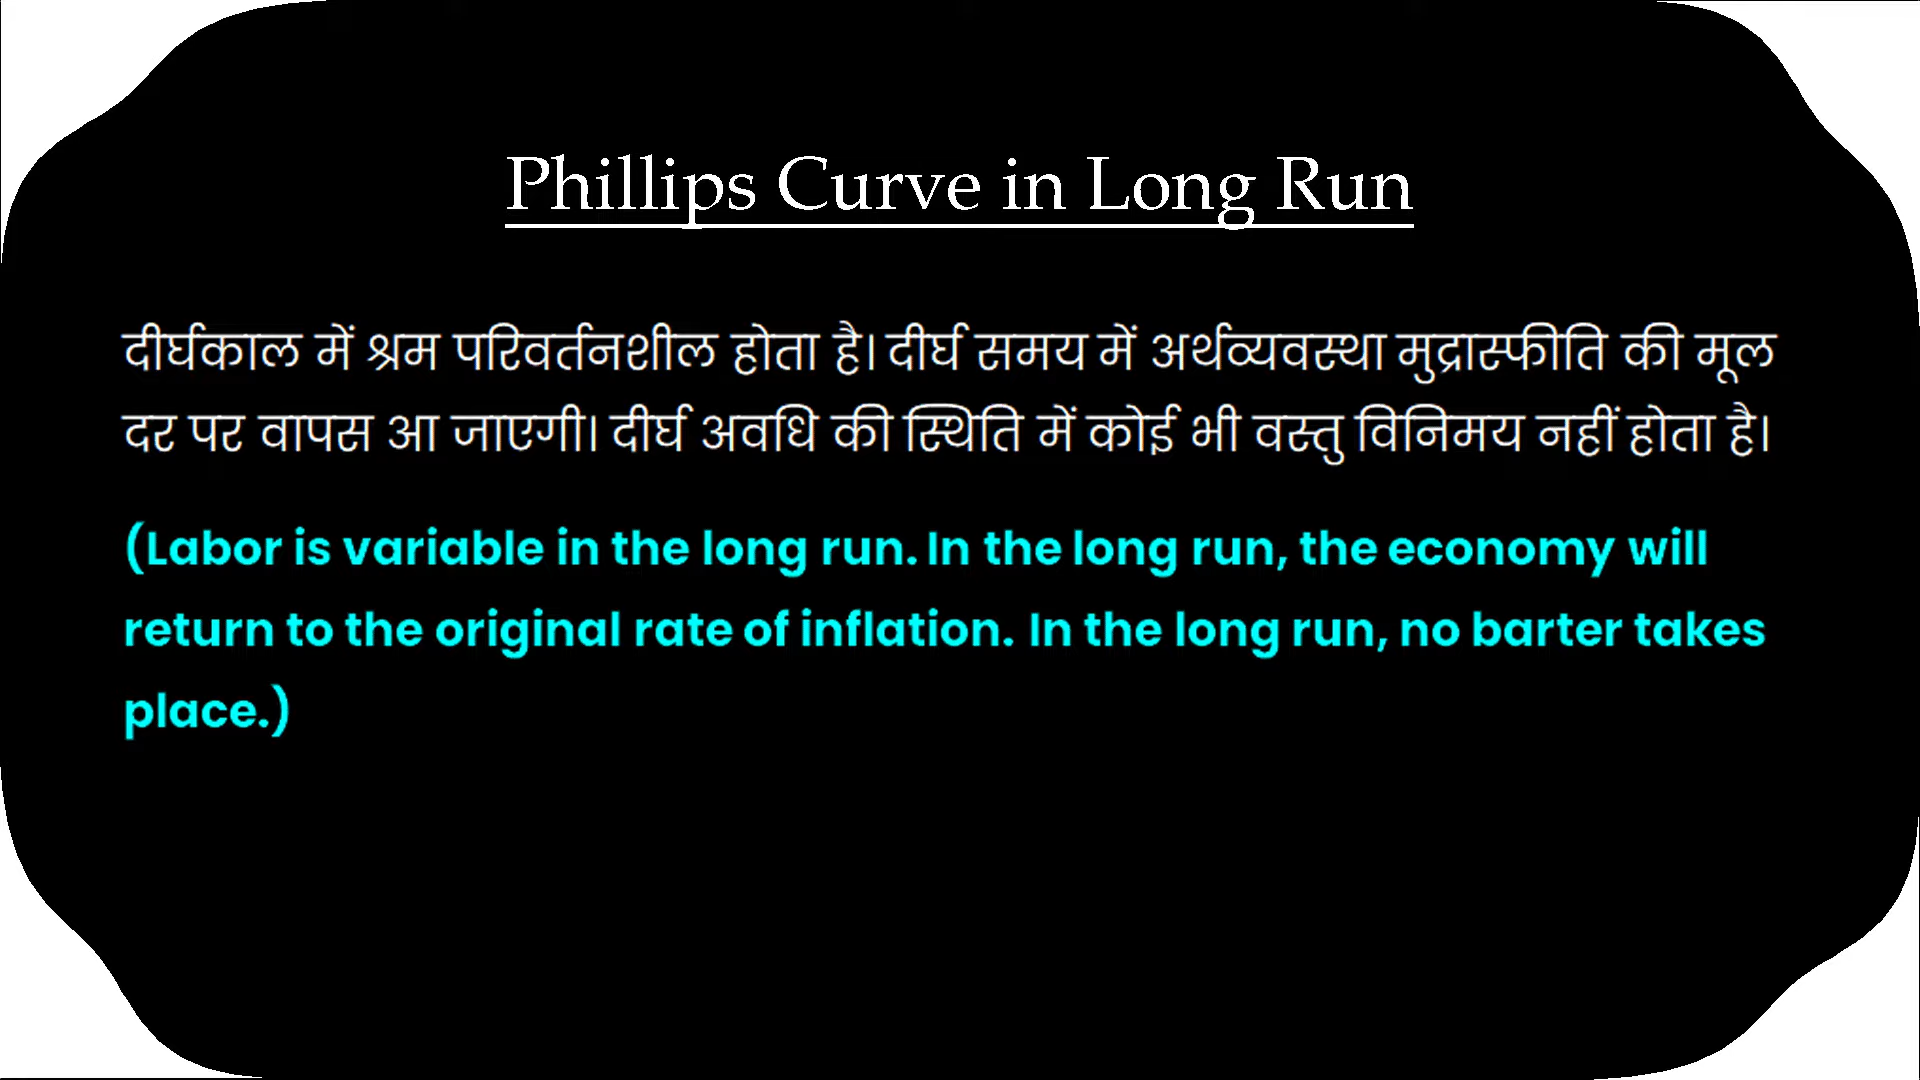 Phillips Curve in Long Run
दीर्घकाल में श्रम परिवर्तनशील होता है। दीर्घ समय में अर्थव्यवस्था मुद्रास्फीति की मूल
दर पर वापस आ जाएगी। दीर्घ अवधि की स्थिति में कोई भी वस्तु विनिमय नहीं होता है।
(Labor is variable in the long run. In the long run, the economy will
return to the original rate of inflation. In the long run, no barter takes
place.)